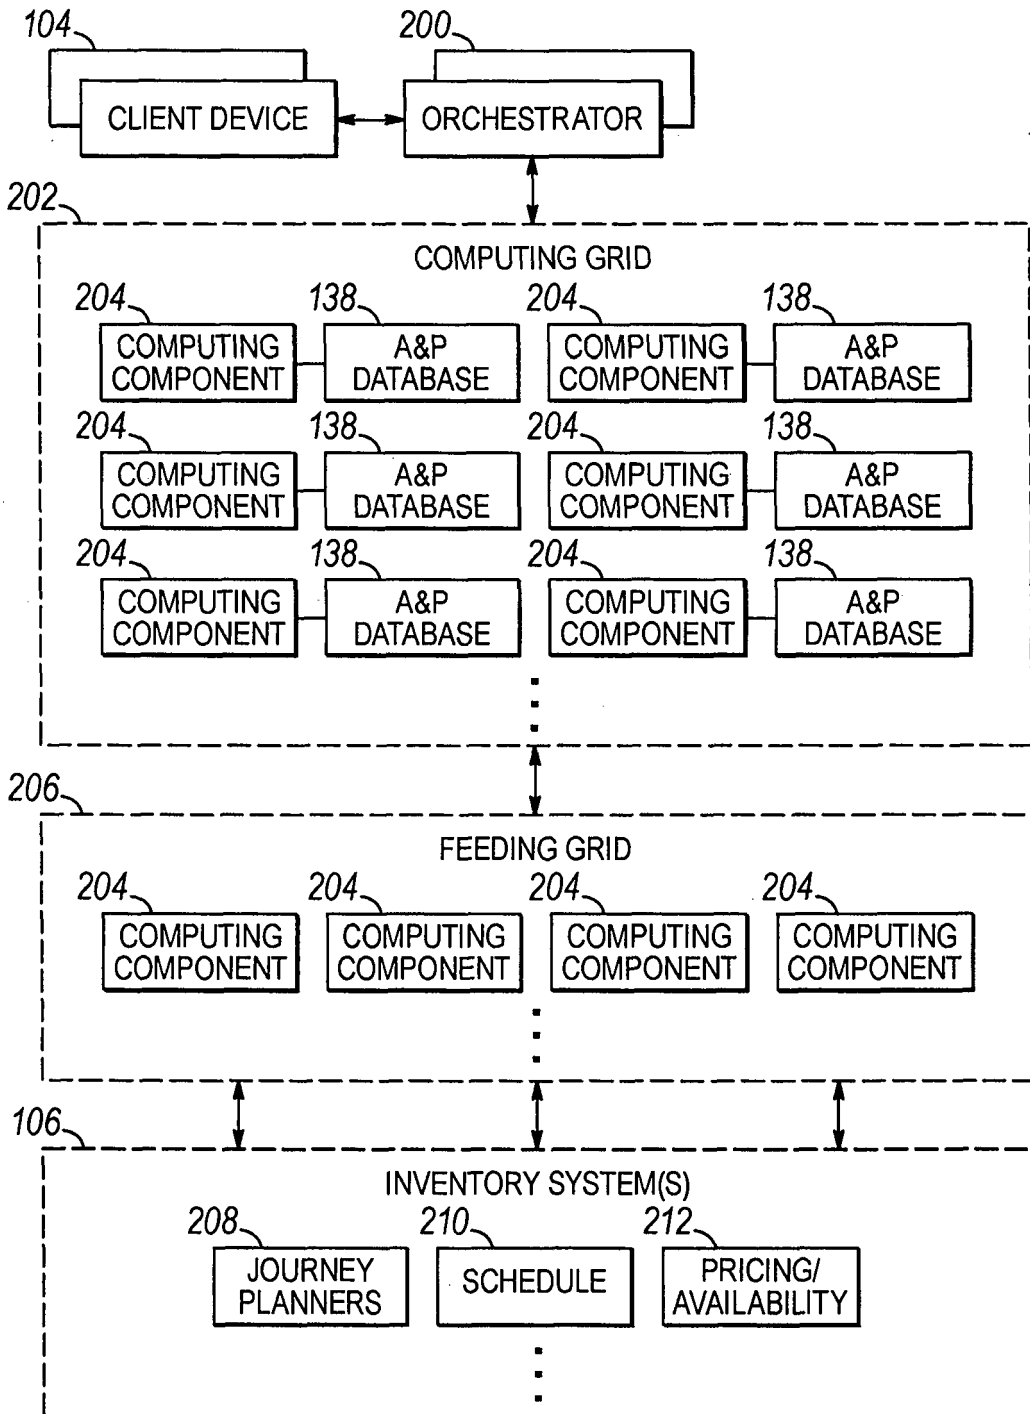 104 200
CLIENT DEVICE ORCHESTRATOR
202
COMPUTING GRID
204 138 204 138
COMPUTING A&P COMPUTING A&P
COMPONENT DATABASE COMPONENT DATABASE
204 138 204 138
COMPUTING A&P COMPUTING A&P
COMPONENT DATABASE COMPONENT DATABASE
204 138 204 138
COMPUTING A&P COMPUTING A&P
COMPONENT DATABASE COMPONENT DATABASE
206
FEEDING GRID
204 204 204 204
COMPUTING COMPUTING COMPUTING COMPUTING
COMPONENT COMPONENT COMPONENT COMPONENT
106
INVENTORY SYSTEM(S)
208 210 212
JOURNEY SCHEDULE PRICING/
PLANNERS AVAILABILITY